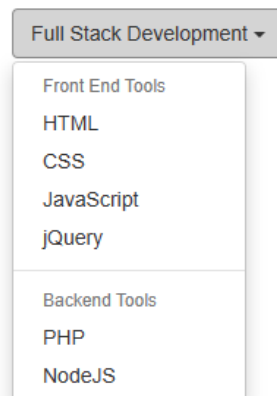 Full Stack Development
Front End Tools
HTML
CSS
JavaScript
jQuery
Backend Tools
PHP
NodeJS